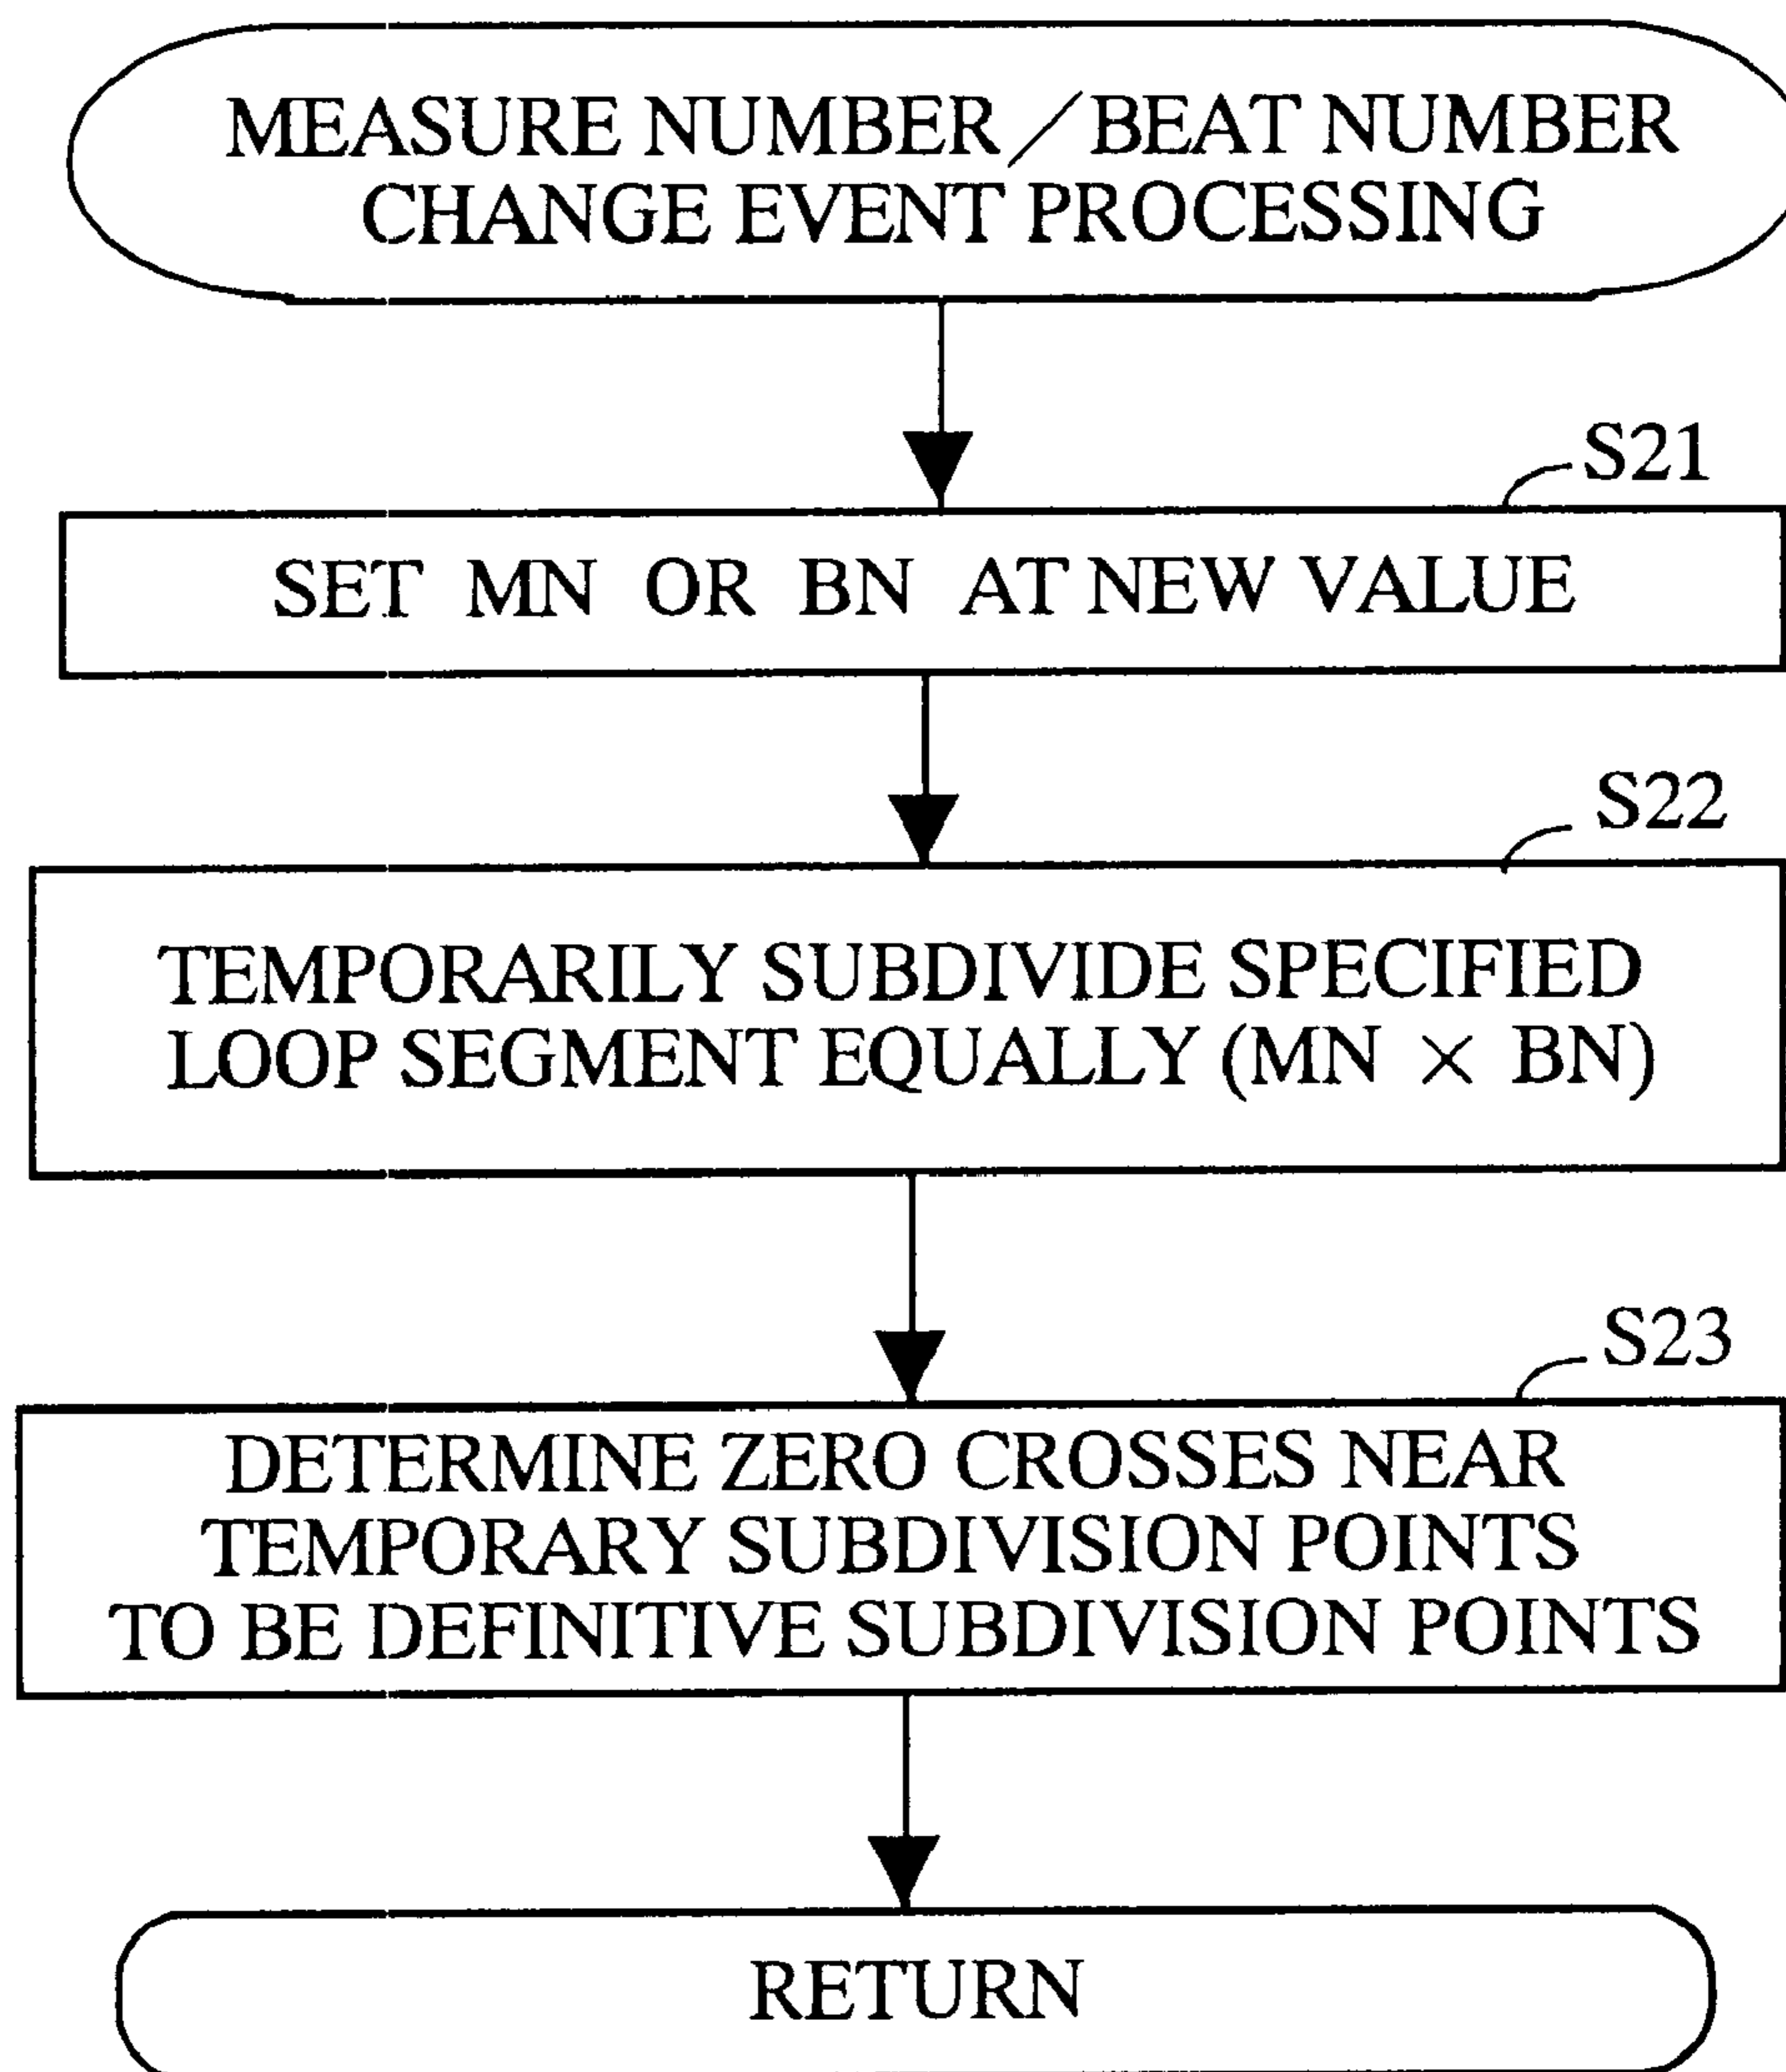 MEASURE NUMBER/BEAT NUMBER
CHANGE EVENT PROCESSING
S21
SET MN OR BN AT NEW VALUE
S22
TEMPORARILY SUBDIVIDE SPECIFIED
LOOP SEGMENT EQUALLY (MN × BN)
S23
DETERMINE ZERO CROSSES NEAR
TEMPORARY SUBDIVISION POINTS
TO BE DEFINITIVE SUBDIVISION POINTS
RETURN